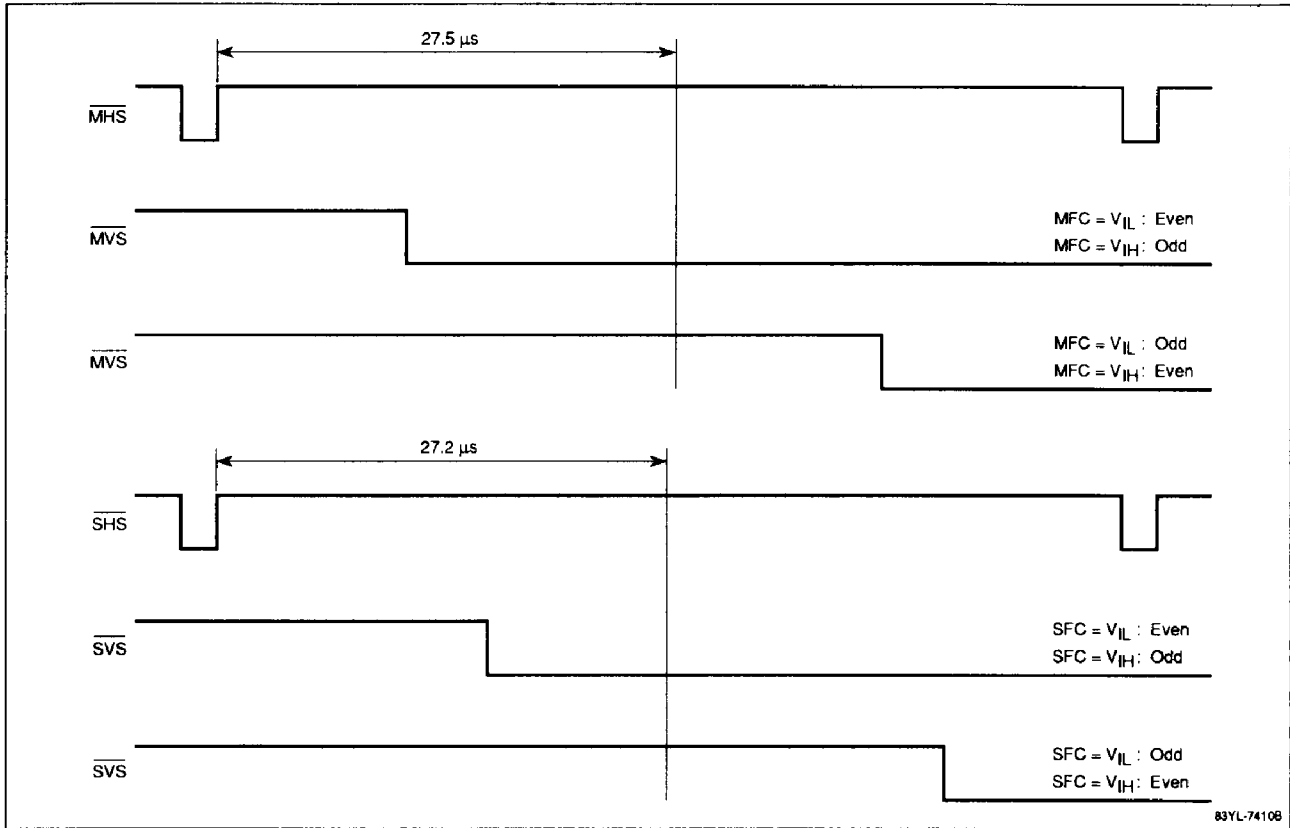 27.5 µs
MHS
MVS
MFC = VIL : Even
MFC = VIH : Odd
MVS
MFC = VIL : Odd
MFC = VIH : Even
27.2 µs
SHS
SVS
SFC = VIL : Even
SFC = VIH : Odd
SVS
SFC = VIL : Odd
SFC = VIH : Even
83YL-7410B